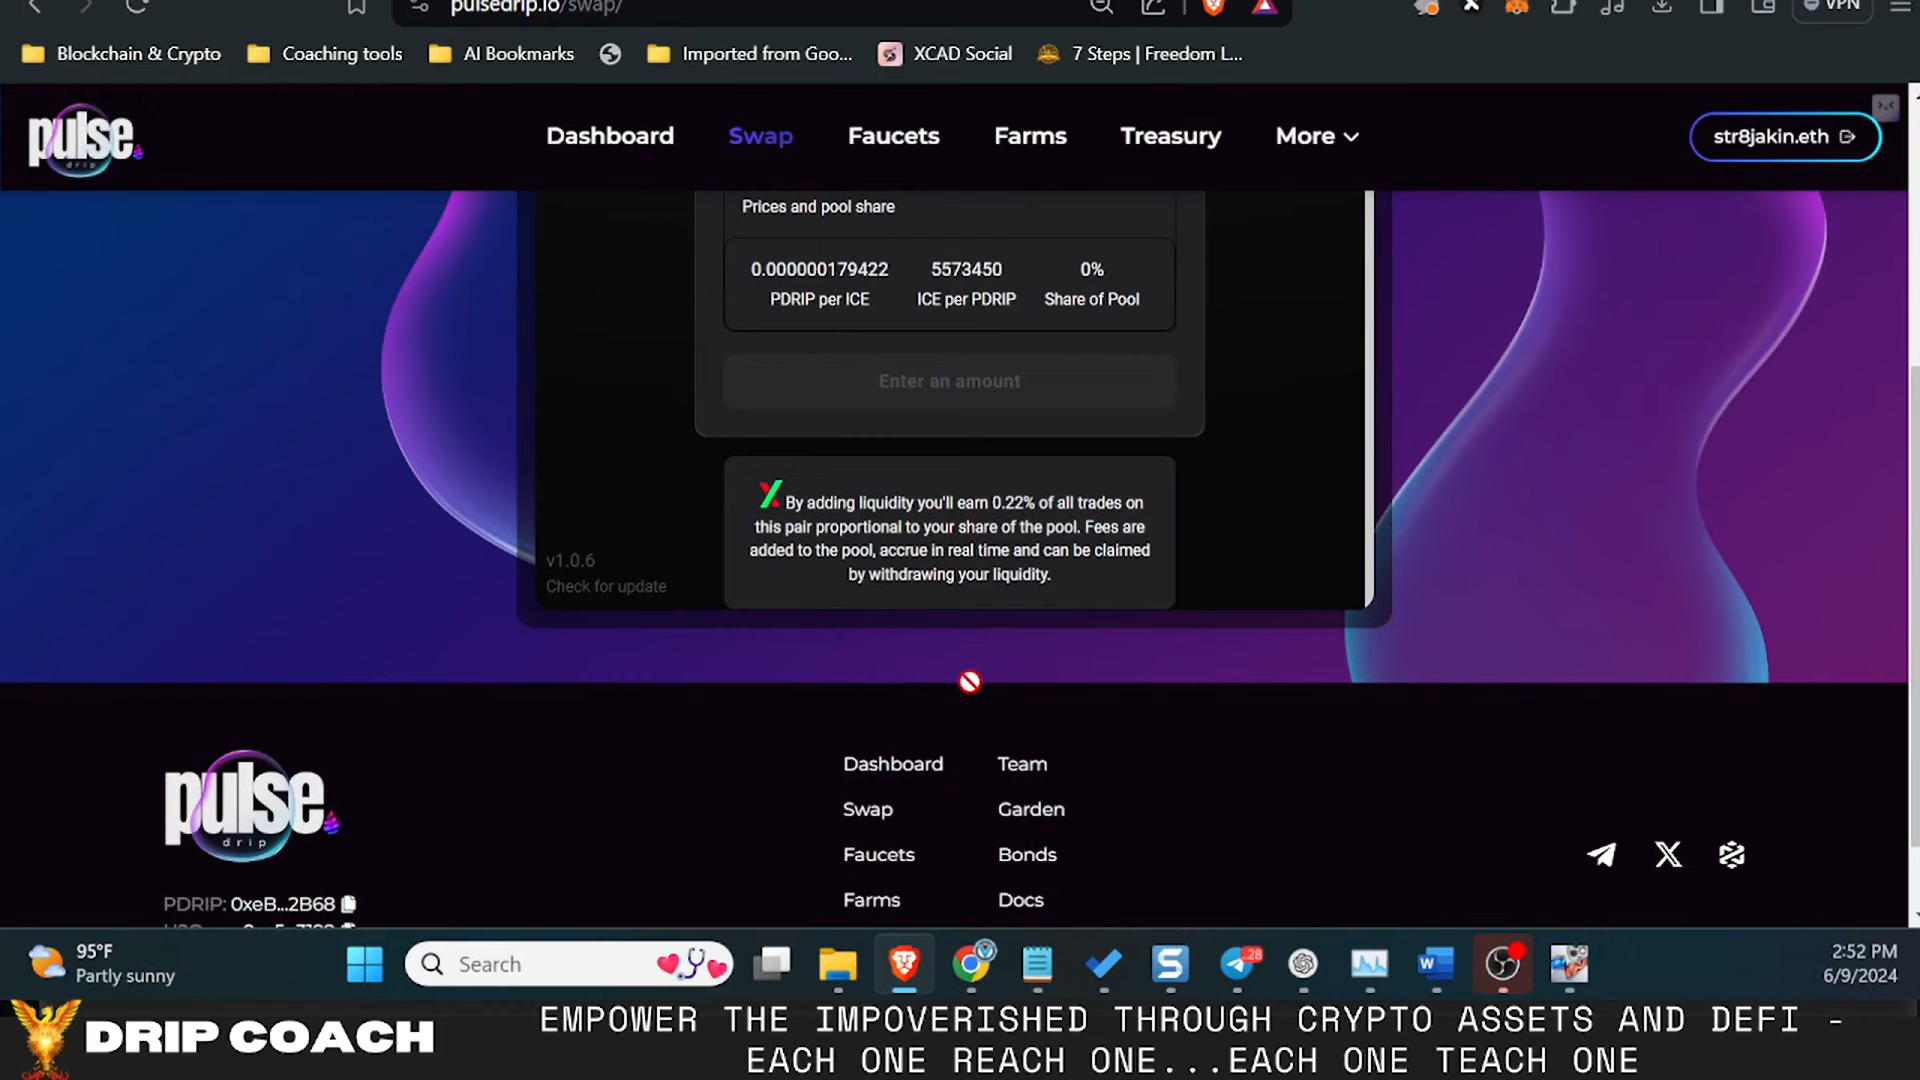 pulsedrip.io/swap/
VPN
Blockchain & Crypto
Coaching tools
AI Bookmarks
Imported from Goo...
XCAD Social
7 Steps | Freedom L...
pulse
drip
Dashboard
Swap
Faucets
Farms
Treasury
More
str8jakin.eth
Prices and pool share
0.000000179422
5573450
0%
PDRIP per ICE
ICE per PDRIP
Share of Pool
Enter an amount
By adding liquidity you'll earn 0.22% of all trades on
this pair proportional to your share of the pool. Fees are
added to the pool, accrue in real time and can be claimed
by withdrawing your liquidity.
v1.0.6
Check for update
pulse
drip
Dashboard
Team
Swap
Garden
Faucets
Bonds
Farms
Docs
PDRIP: 0xeB...2B68
95°F
Partly sunny
Search
28
2:52 PM
6/9/2024
DRIP COACH
EMPOWER THE IMPOVERISHED THROUGH CRYPTO ASSETS AND DEFI -
EACH ONE REACH ONE...EACH ONE TEACH ONE